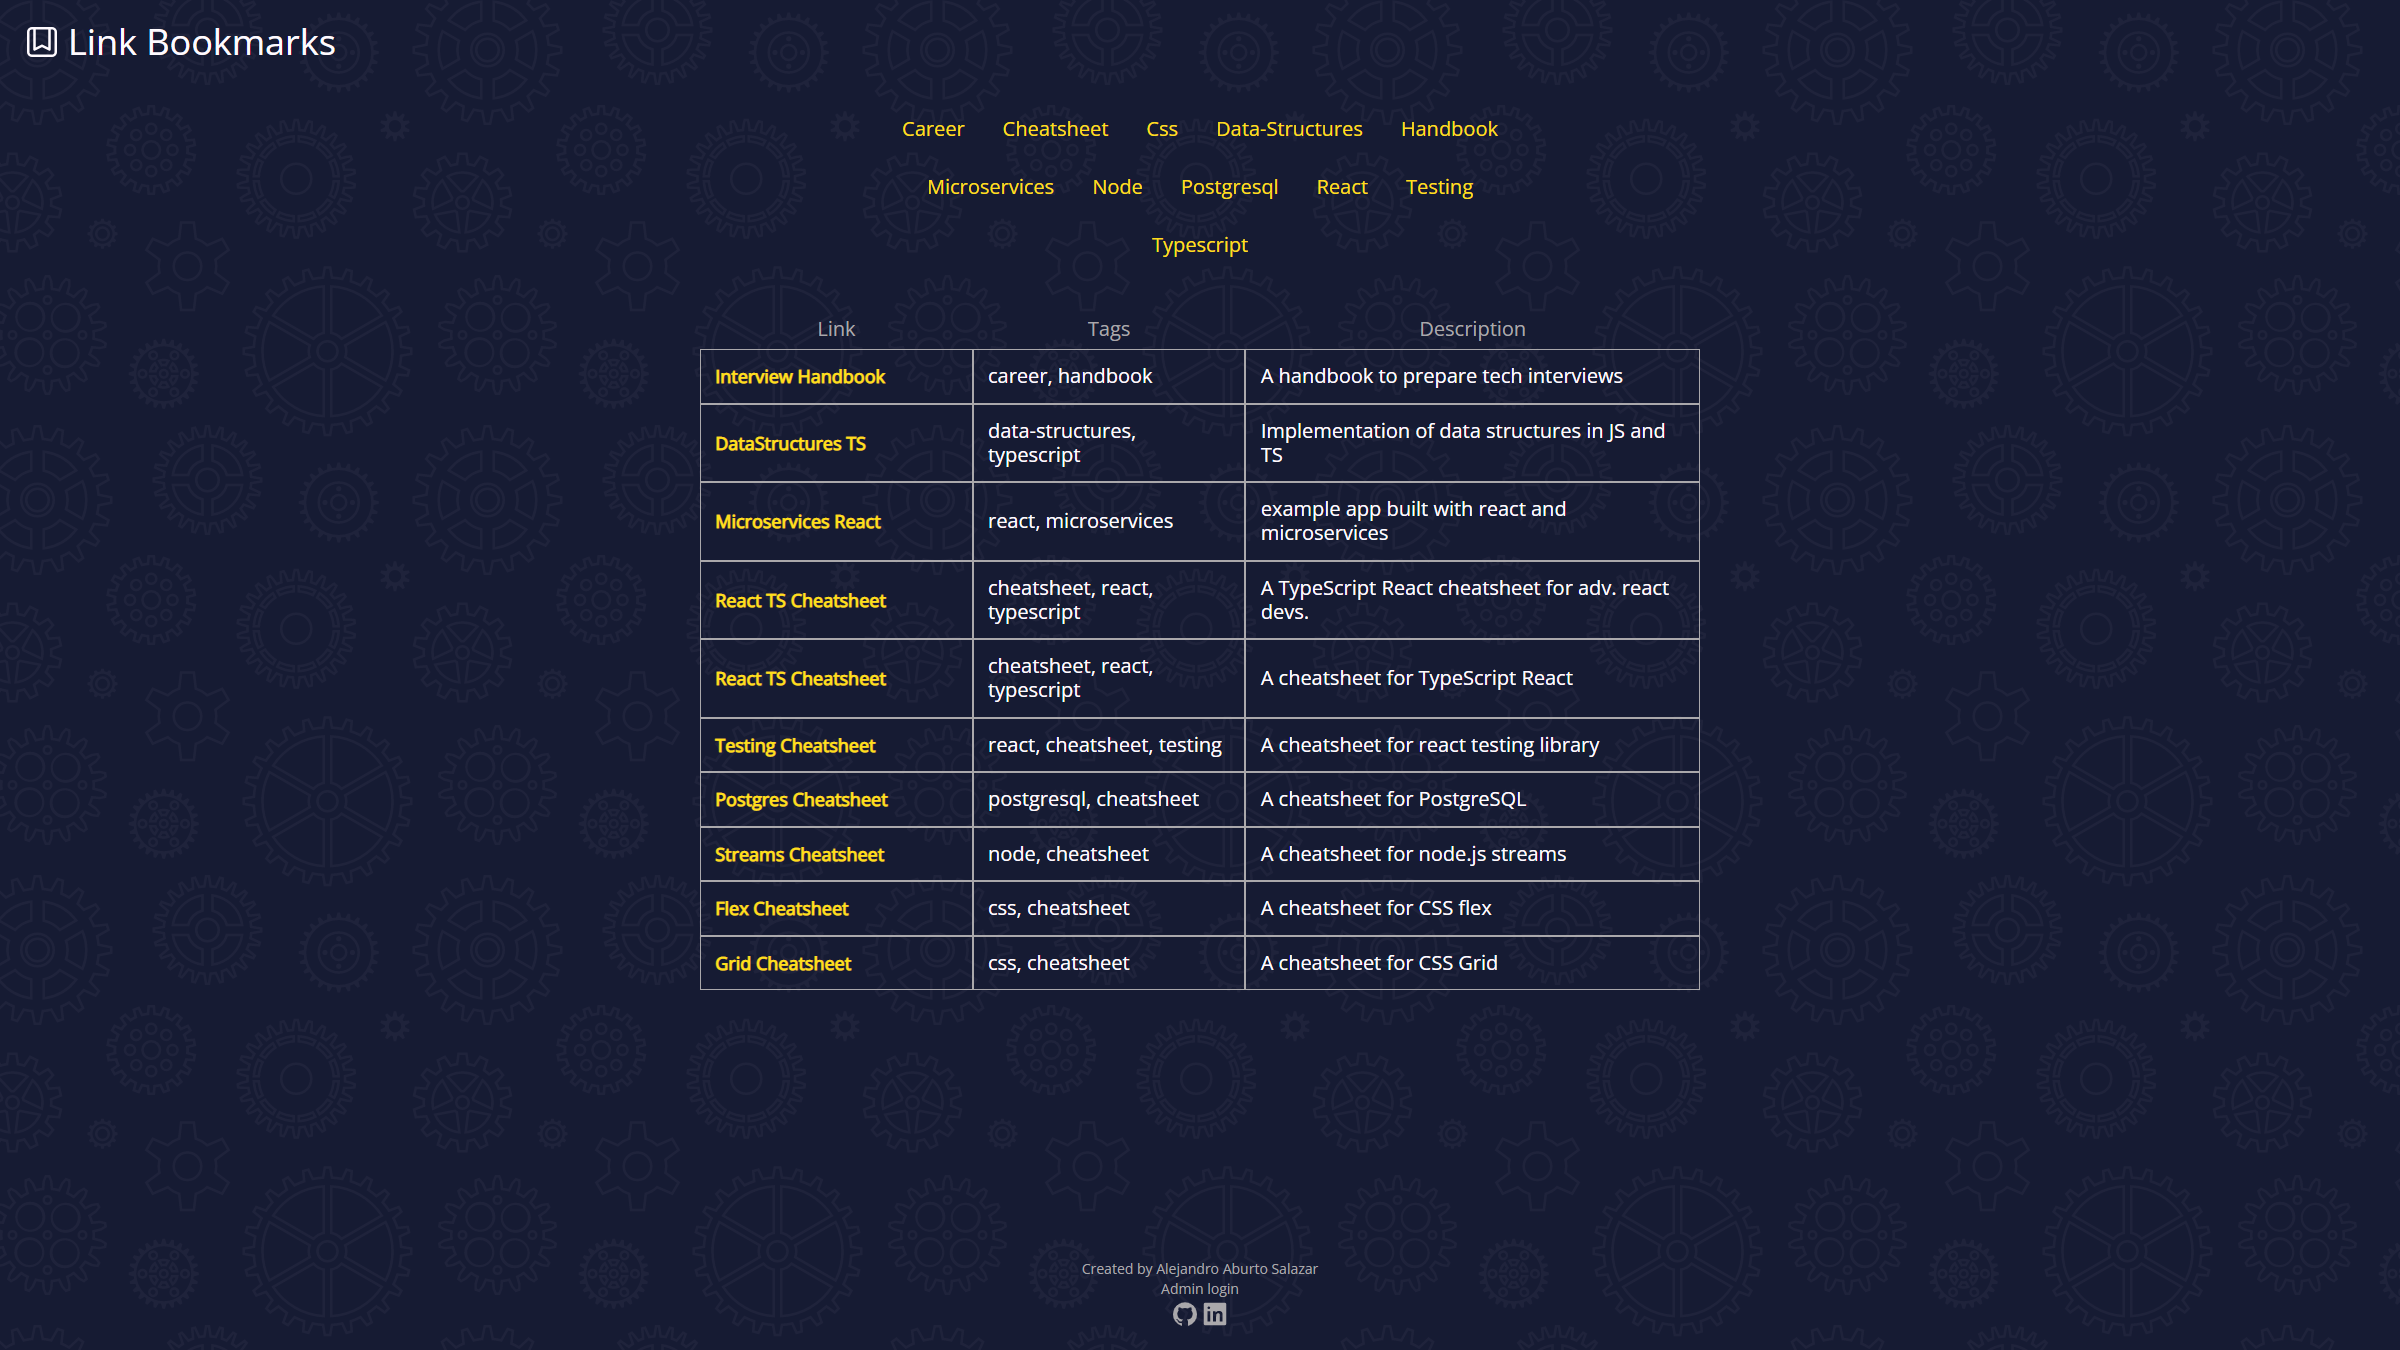 Link Bookmarks
Career Cheatsheet Css Data-Structures Handbook
Microservices Node Postgresql React Testing
Typescript
Link Tags Description
Interview Handbook career, handbook A handbook to prepare tech interviews
DataStructures TS data-structures, typescript Implementation of data structures in JS and TS
Microservices React react, microservices example app built with react and microservices
React TS Cheatsheet cheatsheet, react, typescript A TypeScript React cheatsheet for adv. react devs.
React TS Cheatsheet cheatsheet, react, typescript A cheatsheet for TypeScript React
Testing Cheatsheet react, cheatsheet, testing A cheatsheet for react testing library
Postgres Cheatsheet postgresql, cheatsheet A cheatsheet for PostgreSQL
Streams Cheatsheet node, cheatsheet A cheatsheet for node.js streams
Flex Cheatsheet css, cheatsheet A cheatsheet for CSS flex
Grid Cheatsheet css, cheatsheet A cheatsheet for CSS Grid
Created by Alejandro Aburto Salazar
Admin login